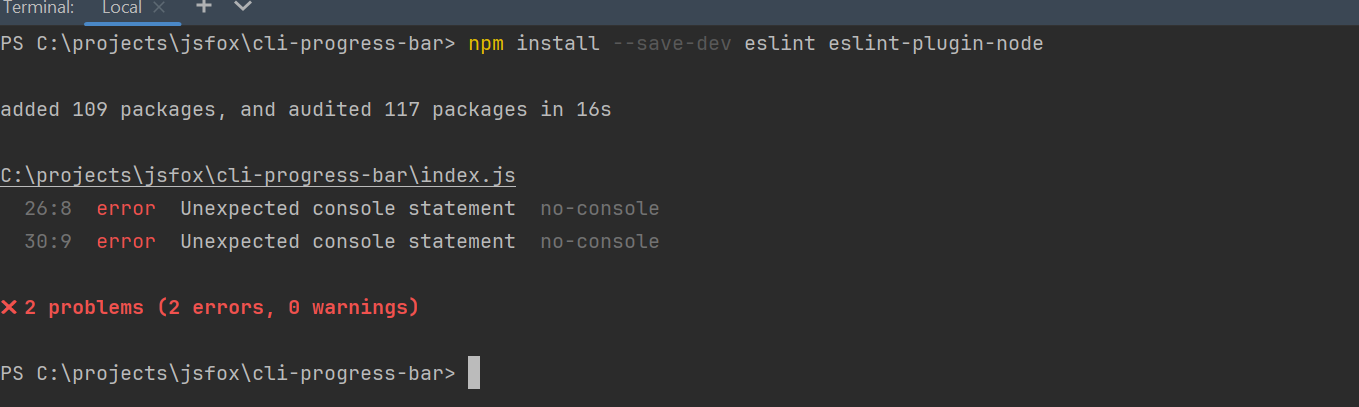 Terminal: Local × + ⌄
PS C:\projects\jsfox\cli-progress-bar> npm install --save-dev eslint eslint-plugin-node
added 109 packages, and audited 117 packages in 16s
C:\projects\jsfox\cli-progress-bar\index.js
26:8 error Unexpected console statement no-console
30:9 error Unexpected console statement no-console
❌ 2 problems (2 errors, 0 warnings)
PS C:\projects\jsfox\cli-progress-bar>